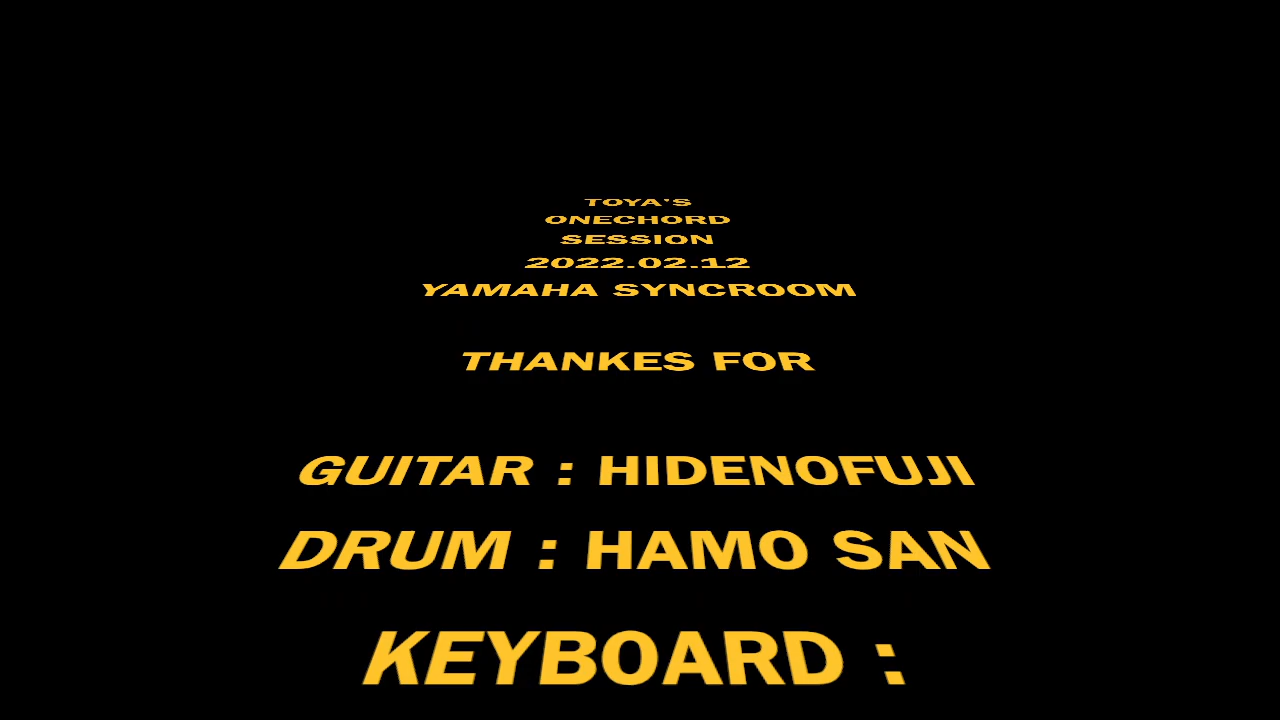 TOYA'S
ONECHORD
SESSION
2022.02.12
YAMAHA SYNCROOM
THANKES FOR
GUITAR : HIDENOFUJI
DRUM : HAMO SAN
KEYBOARD :